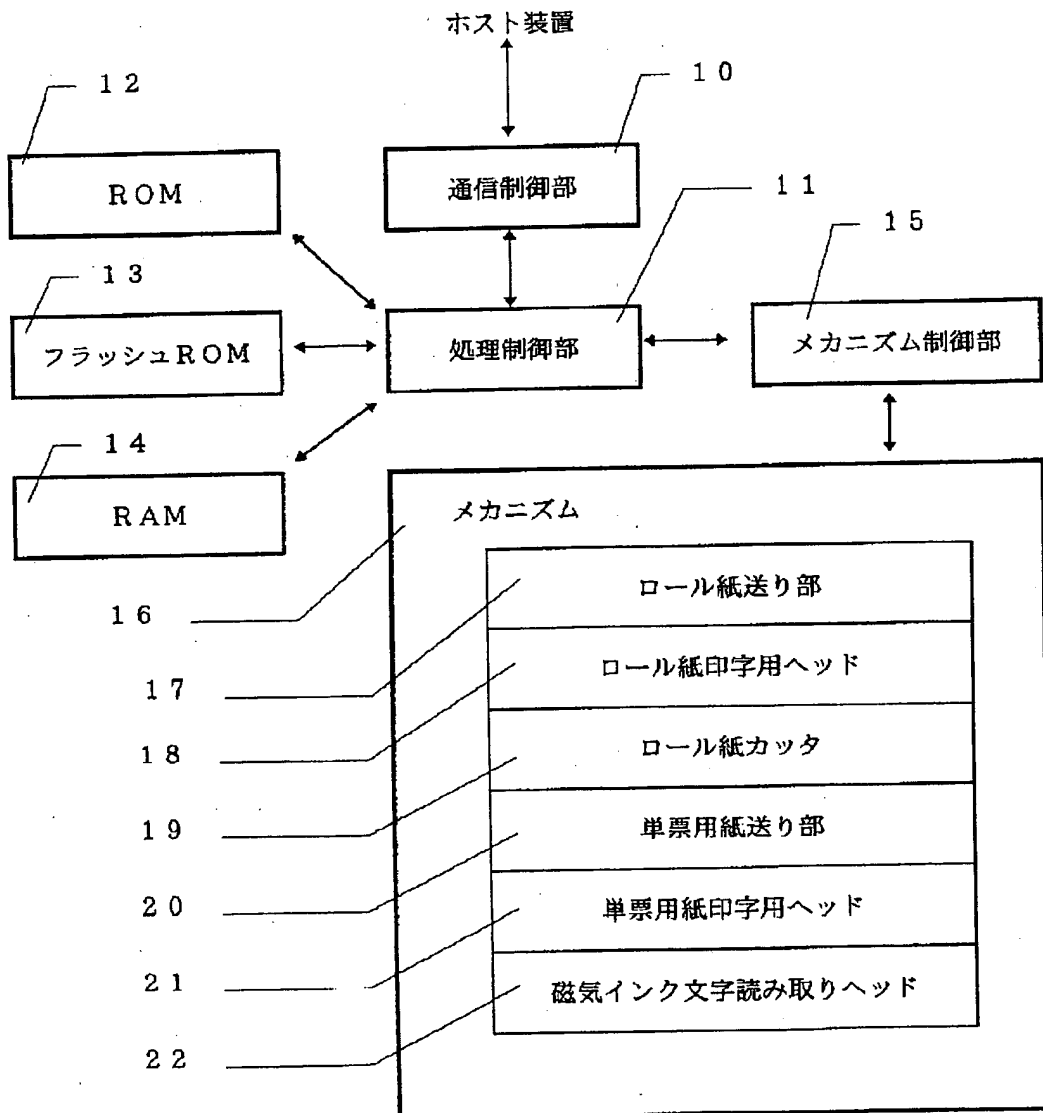 ホスト装置
12
10
ROM
通信制御部
11
15
13
フラッシュROM
処理制御部
メカニズム制御部
14
RAM
メカニズム
ロール紙送り部
16
ロール紙印字用ヘッド
17
ロール紙カッタ
18
単票用紙送り部
19
単票用紙印字用ヘッド
20
磁気インク文字読み取りヘッド
21
22